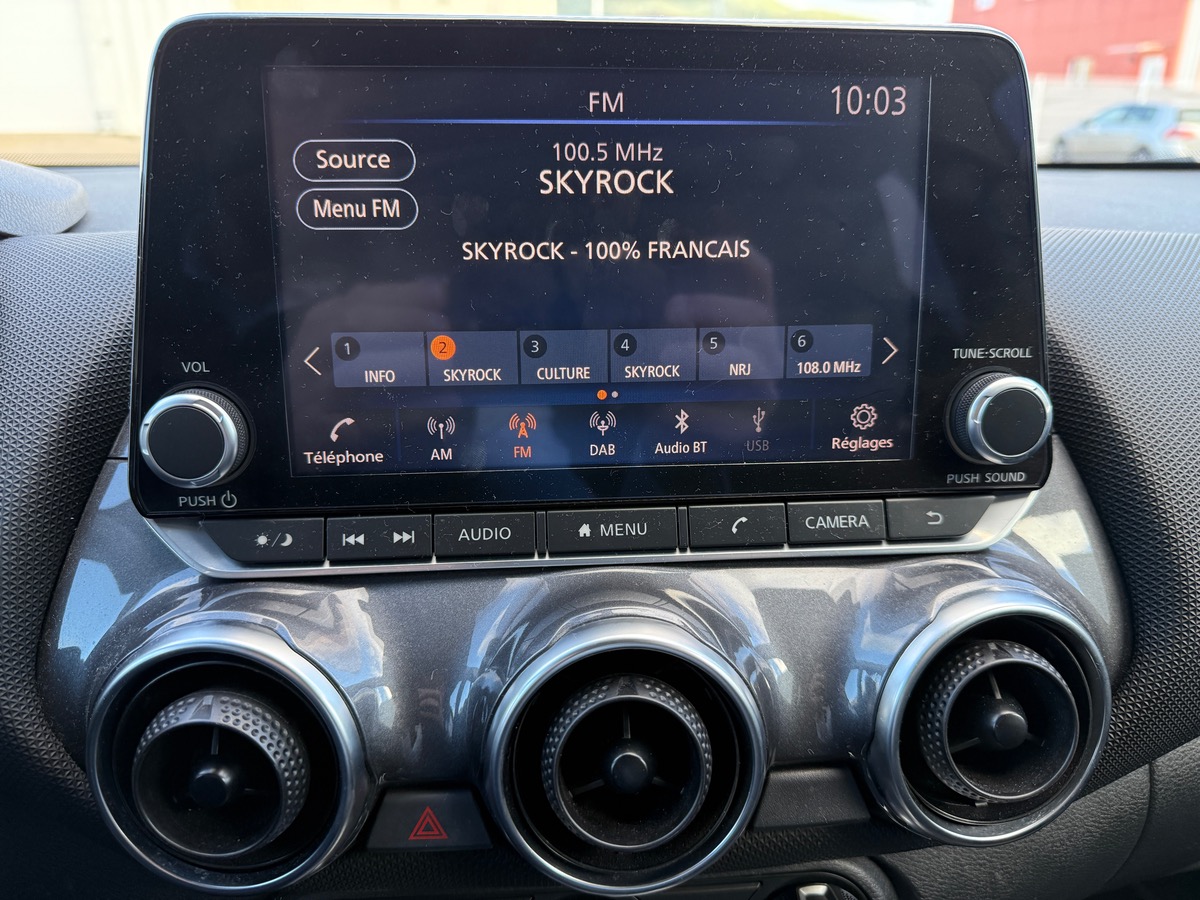 FM
10:03
Source
100.5 MHz
SKYROCK
Menu FM
SKYROCK - 100% FRANCAIS
1 INFO
2 SKYROCK
3 CULTURE
4 SKYROCK
5 NRJ
6 108.0 MHz
VOL
TUNE·SCROLL
Téléphone
AM
FM
DAB
Audio BT
USB
Réglages
PUSH
PUSH SOUND
AUDIO
MENU
CAMERA